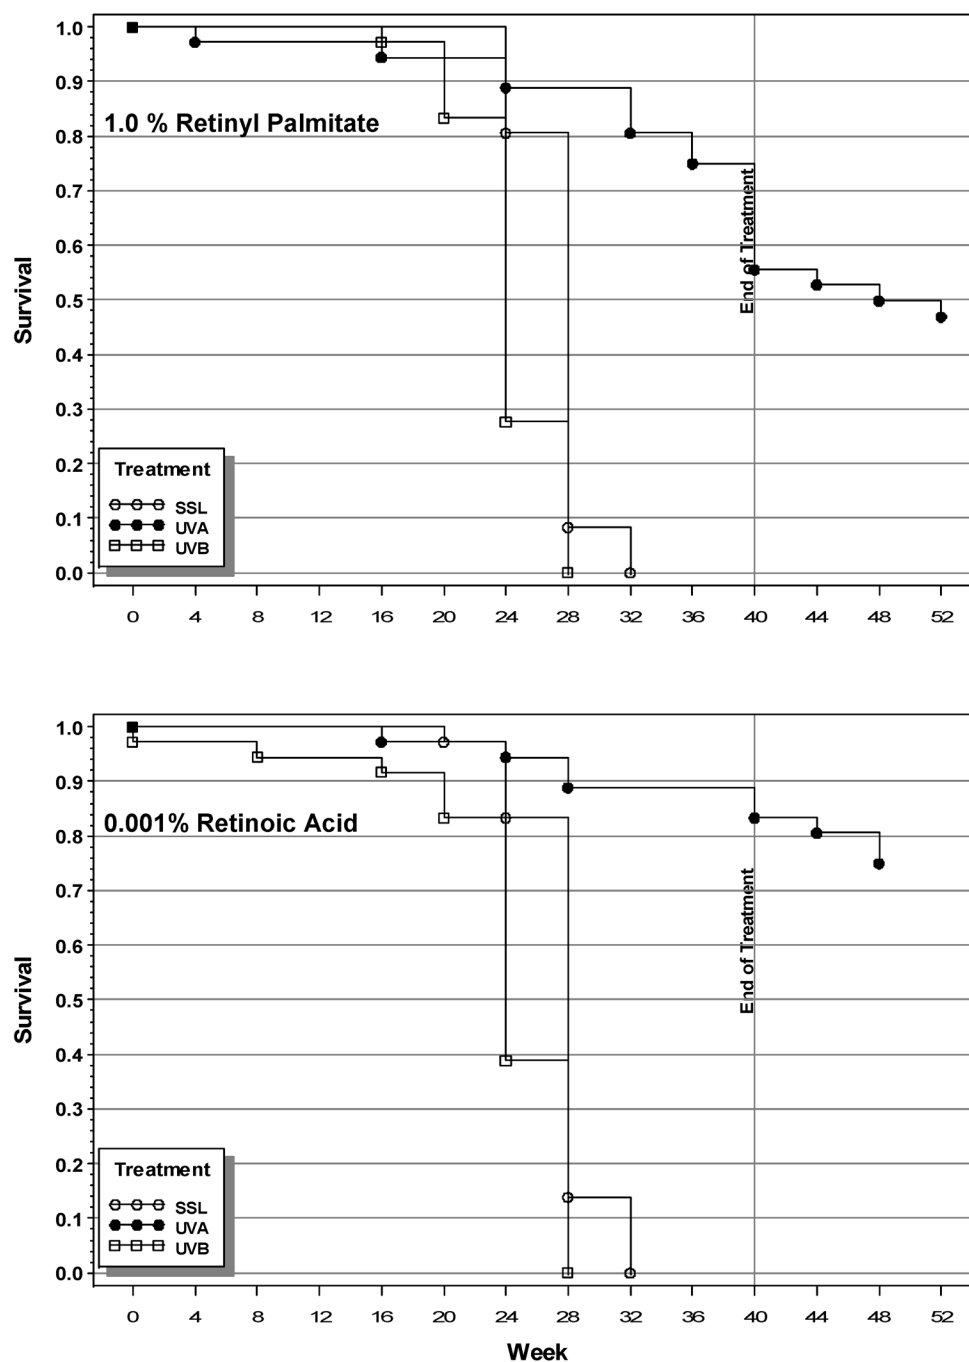 1.0
0.9
1.0 % Retinyl Palmitate
0.8
0.7
0.6
End of Treatment
Survival
0.5
0.4
0.3
0.2
Treatment
SSL
0.1
UVA
UVB
0.0
0 4 8 12 16 20 24 28 32 36 40 44 48 52
1.0
0.9
0.001% Retinoic Acid
0.8
0.7
0.6
End of Treatment
Survival
0.5
0.4
0.3
0.2
Treatment
SSL
0.1
UVA
UVB
0.0
0 4 8 12 16 20 24 28 32 36 40 44 48 52
Week